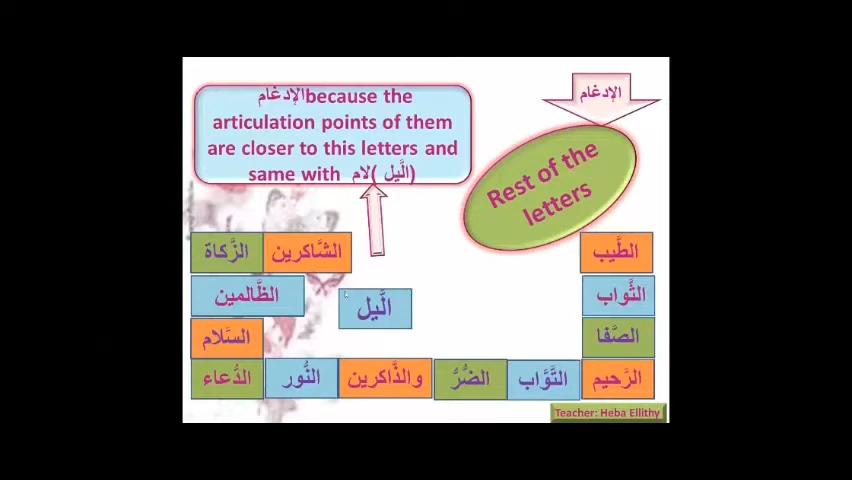 الإدغام
الإدغامbecause the
articulation points of them
are closer to this letters and
same with لام (الَّيل)
Rest of the
letters
الطَّيب
الشَّاكرين
الزَّكاة
الثَّواب
الَّيل
الظَّالمين
الصَّفا
السَّلام
الرَّحيم
التَّوَّاب
الضُّرُّ
والذَّاكرين
النُّور
الدُّعاء
Teacher: Heba Ellithy